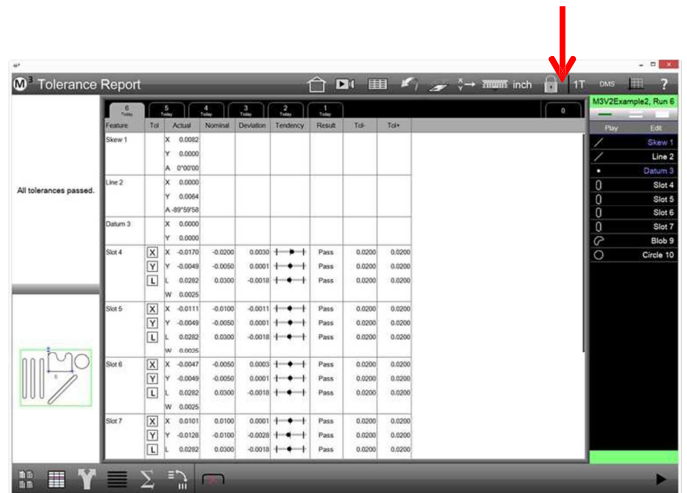 M³ Tolerance Report
inch 1T DMS ?
6 Today 5 Today 4 Today 3 Today 2 Today 1 Today 0
M3V2Example2, Run 6
Feature Tol Actual Nominal Deviation Tendency Result Tol- Tol+
Play Edit
Skew 1 X 0.0082
Y 0.0000
A 0°00'00
Line 2 X 0.0000
Y 0.0064
A -89°59'58
Datum 3 X 0.0000
Y 0.0000
Slot 4 X X -0.0170 -0.0200 0.0030 Pass 0.0200 0.0200
Y Y -0.0049 -0.0050 0.0001 Pass 0.0200 0.0200
L L 0.0282 0.0300 -0.0018 Pass 0.0200 0.0200
W 0.0025
Slot 5 X X -0.0111 -0.0100 -0.0011 Pass 0.0200 0.0200
Y Y -0.0049 -0.0050 0.0001 Pass 0.0200 0.0200
L L 0.0282 0.0300 -0.0018 Pass 0.0200 0.0200
W 0.0025
Slot 6 X X -0.0047 -0.0050 0.0003 Pass 0.0200 0.0200
Y Y -0.0049 -0.0050 0.0001 Pass 0.0200 0.0200
L L 0.0282 0.0300 -0.0018 Pass 0.0200 0.0200
W 0.0025
Slot 7 X X 0.0101 0.0100 0.0001 Pass 0.0200 0.0200
Y Y -0.0128 -0.0100 -0.0028 Pass 0.0200 0.0200
L L 0.0282 0.0300 -0.0018 Pass 0.0200 0.0200
All tolerances passed.
Skew 1
Line 2
Datum 3
Slot 4
Slot 5
Slot 6
Slot 7
Blob 9
Circle 10